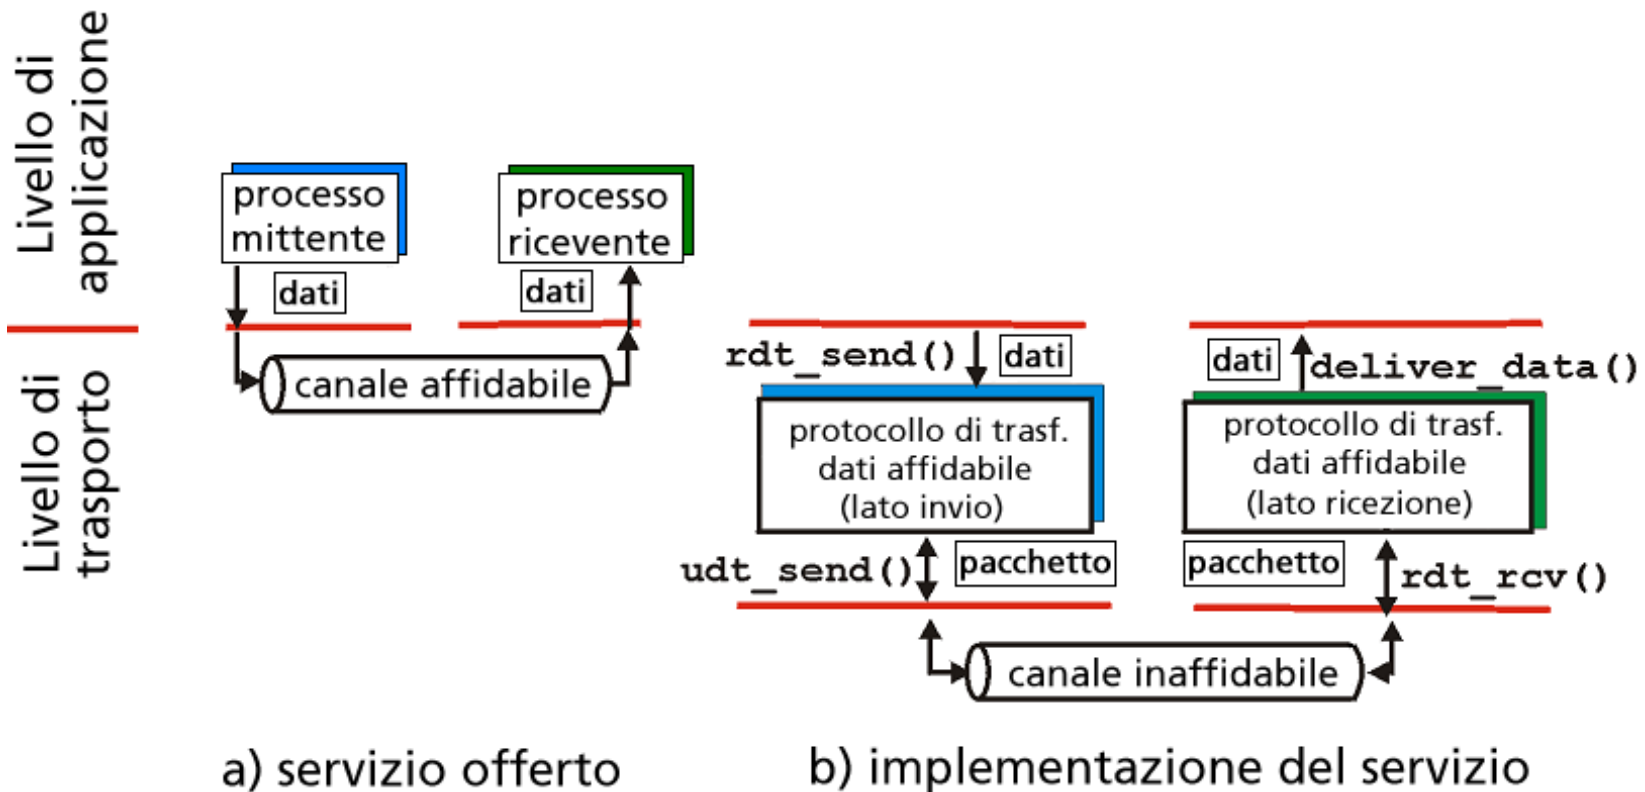 Livello di
applicazione
Livello di
trasporto
processo
mittente
dati
processo
ricevente
dati
canale affidabile
a) servizio offerto
rdt_send()
dati
protocollo di trasf.
dati affidabile
(lato invio)
udt_send()
pacchetto
dati
deliver_data()
protocollo di trasf.
dati affidabile
(lato ricezione)
pacchetto
rdt_rcv()
canale inaffidabile
b) implementazione del servizio